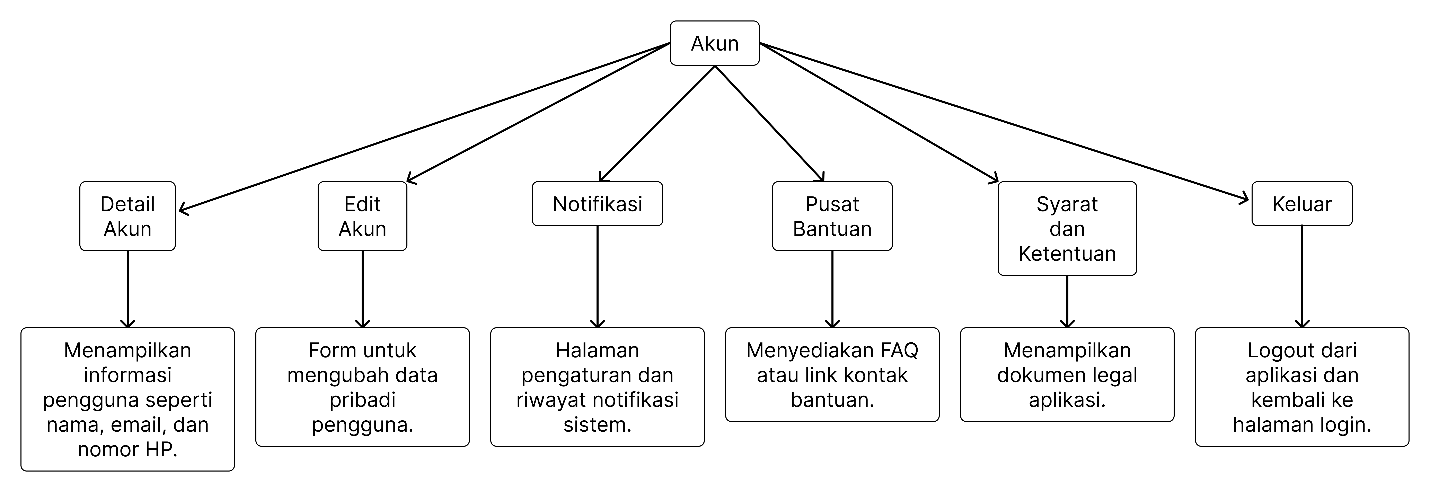 Akun
Detail
Akun
Edit
Akun
Notifikasi
Pusat
Bantuan
Syarat
dan
Ketentuan
Keluar
Menampilkan
informasi
pengguna seperti
nama, email, dan
nomor HP.
Form untuk
mengubah data
pribadi
pengguna.
Halaman
pengaturan dan
riwayat notifikasi
sistem.
Menyediakan FAQ
atau link kontak
bantuan.
Menampilkan
dokumen legal
aplikasi.
Logout dari
aplikasi dan
kembali ke
halaman login.